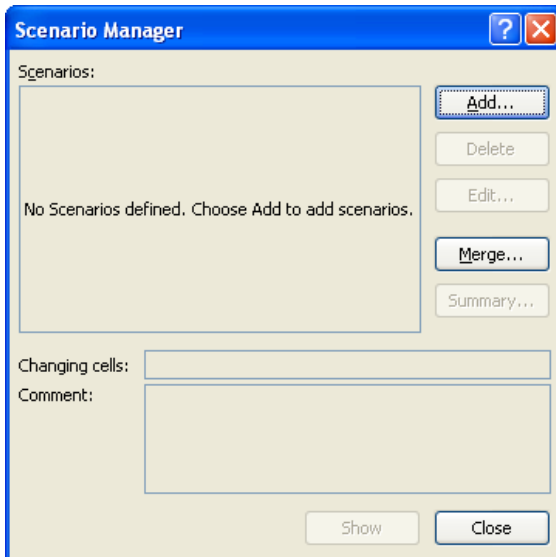 Scenario Manager
Scenarios:
No Scenarios defined. Choose Add to add scenarios.
Add...
Delete
Edit...
Merge...
Summary...
Changing cells:
Comment:
Show
Close